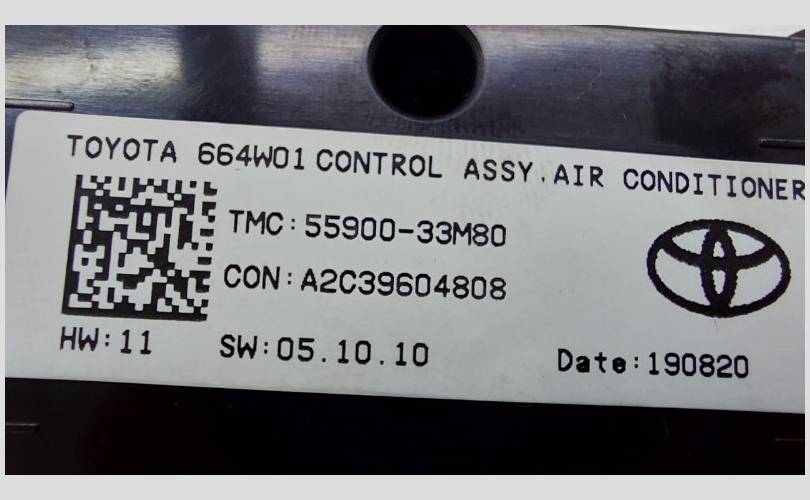 TOYOTA 664W01 CONTROL ASSY.AIR CONDITIONER
TMC:55900-33M80
CON:A2C39604808
HW:11 SW:05.10.10 Date:190820